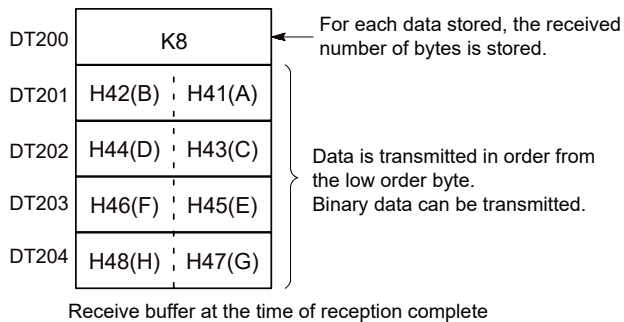 DT200 K8
For each data stored, the received
number of bytes is stored.
DT201 H42(B) H41(A)
DT202 H44(D) H43(C)
DT203 H46(F) H45(E)
DT204 H48(H) H47(G)
Data is transmitted in order from
the low order byte.
Binary data can be transmitted.
Receive buffer at the time of reception complete